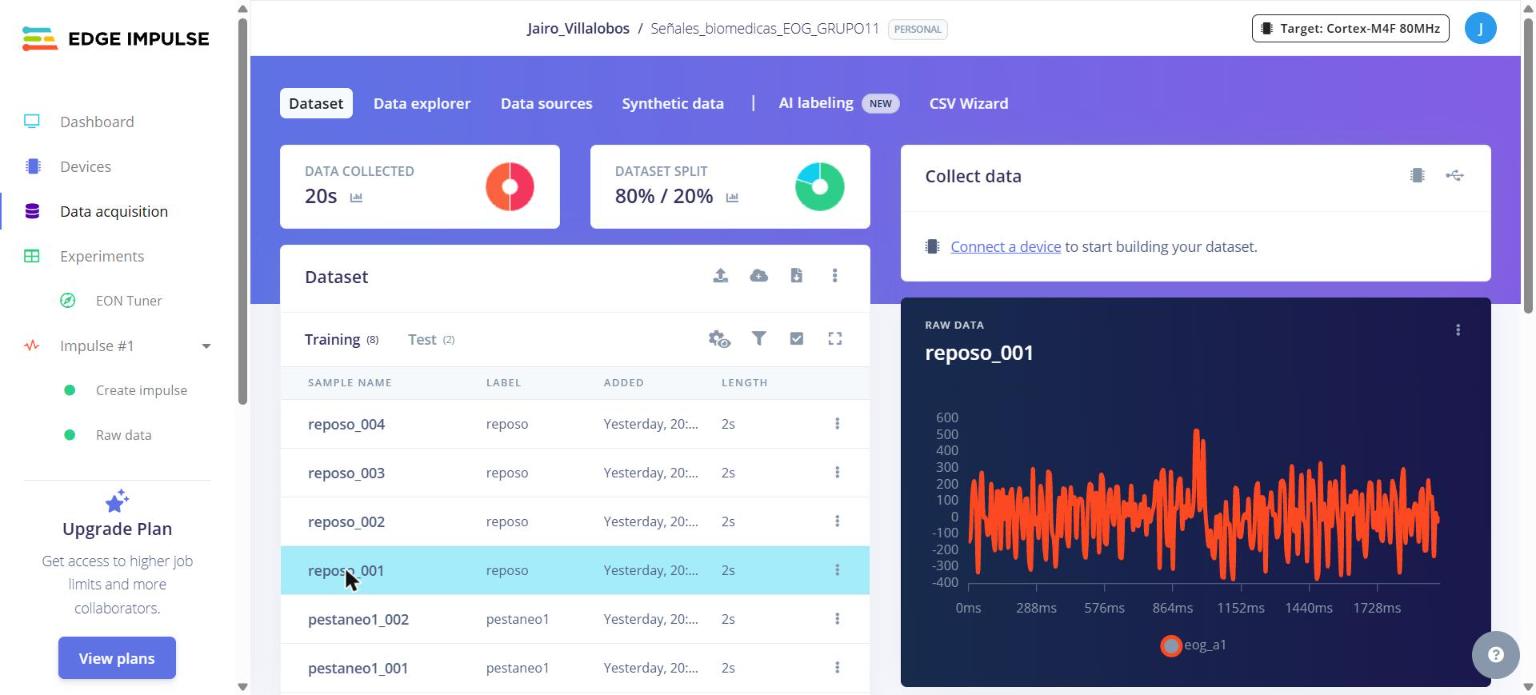 EDGE IMPULSE
Jairo_Villalobos / Señales_biomedicas_EOG_GRUPO11 PERSONAL
Target: Cortex-M4F 80MHz
J
Dashboard
Devices
Data acquisition
Experiments
EON Tuner
Impulse #1
Create impulse
Raw data
Upgrade Plan
Get access to higher job
limits and more
collaborators.
View plans
Dataset Data explorer Data sources Synthetic data | AI labeling NEW CSV Wizard
DATA COLLECTED
20s
DATASET SPLIT
80% / 20%
Dataset
Training (8) Test (2)
SAMPLE NAME LABEL ADDED LENGTH
reposo_004 reposo Yesterday, 20:... 2s
reposo_003 reposo Yesterday, 20:... 2s
reposo_002 reposo Yesterday, 20:... 2s
reposo_001 reposo Yesterday, 20:... 2s
pestaneo1_002 pestaneo1 Yesterday, 20:... 2s
pestaneo1_001 pestaneo1 Yesterday, 20:... 2s
Collect data
Connect a device to start building your dataset.
RAW DATA
reposo_001
600
500
400
300
200
100
0
-100
-200
-300
-400
0ms 288ms 576ms 864ms 1152ms 1440ms 1728ms
eog_a1
?